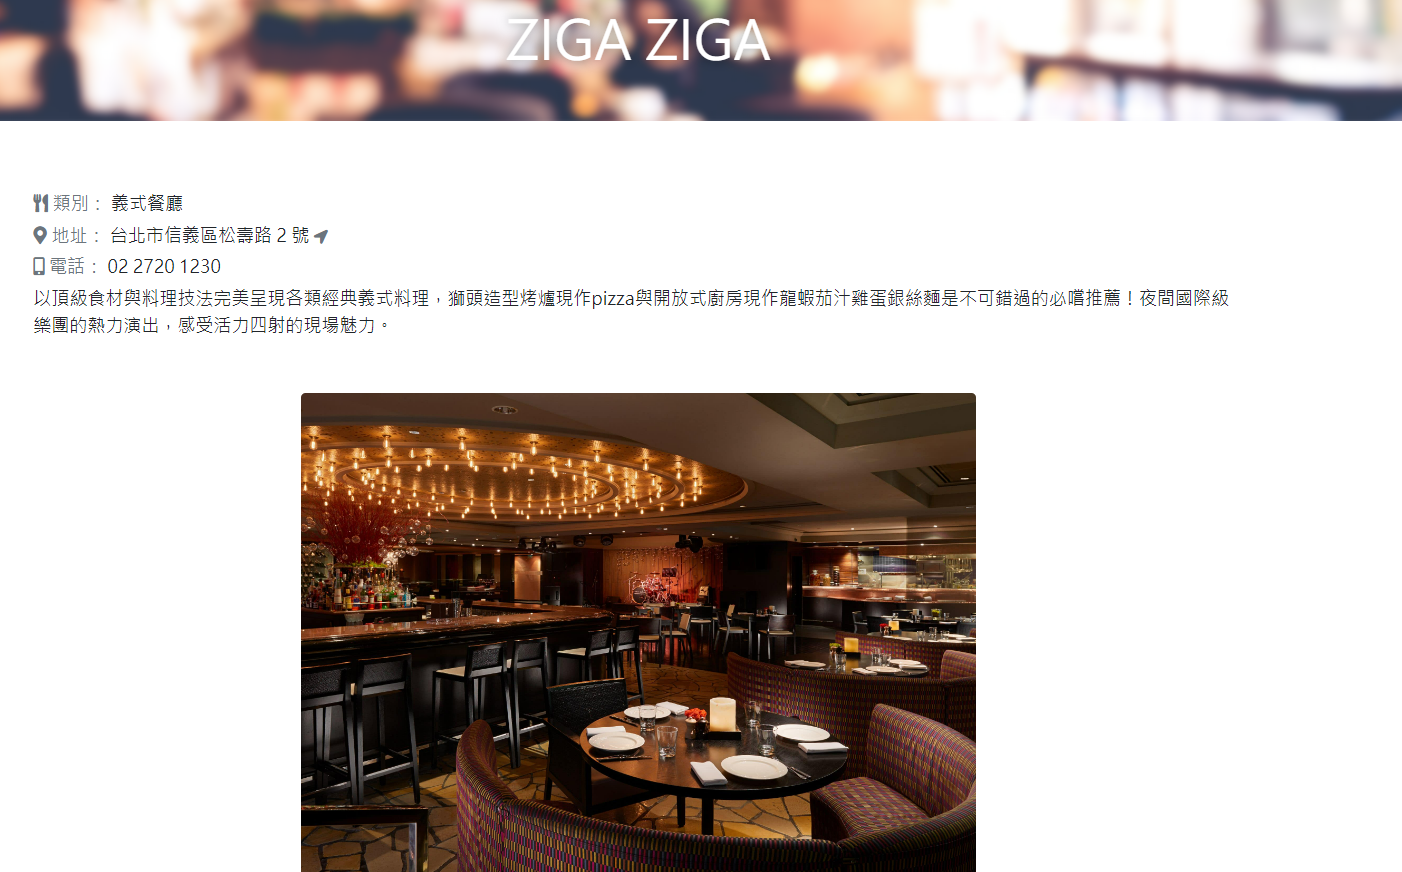 ZIGA ZIGA
類別： 義式餐廳
地址： 台北市信義區松壽路 2 號
電話： 02 2720 1230
以頂級食材與料理技法完美呈現各類經典義式料理，獅頭造型烤爐現作pizza與開放式廚房現作龍蝦茄汁雞蛋銀絲麵是不可錯過的必嚐推薦！夜間國際級
樂團的熱力演出，感受活力四射的現場魅力。